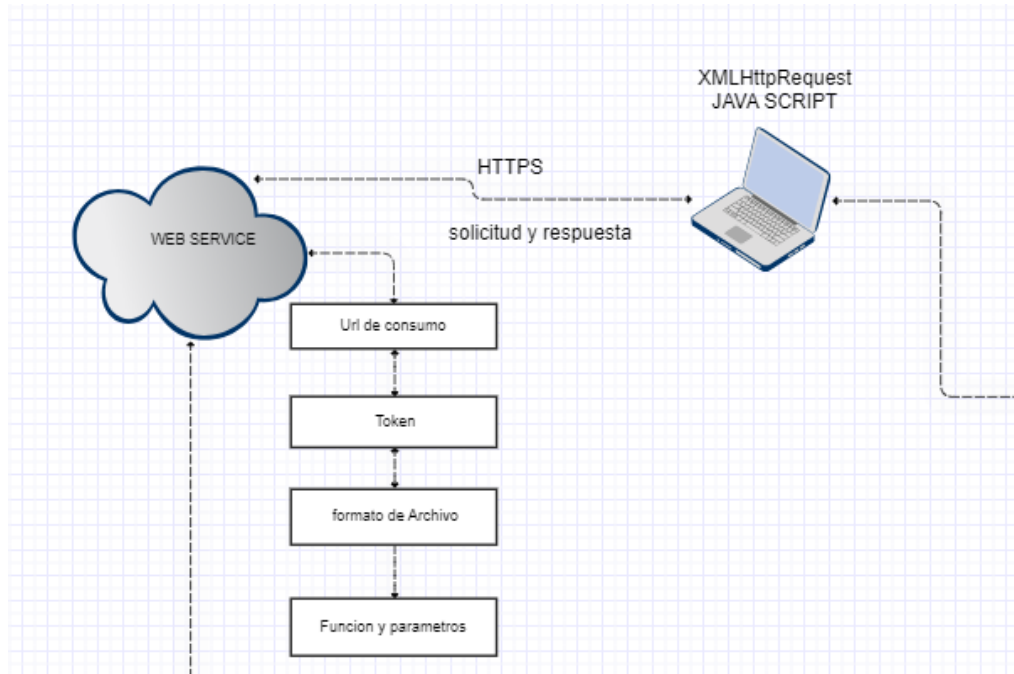 XMLHttpRequest
JAVA SCRIPT
HTTPS
WEB SERVICE
solicitud y respuesta
Url de consumo
Token
formato de Archivo
Funcion y parametros